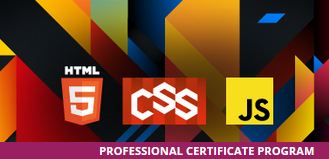 HTML
5
CSS
JS
PROFESSIONAL CERTIFICATE PROGRAM